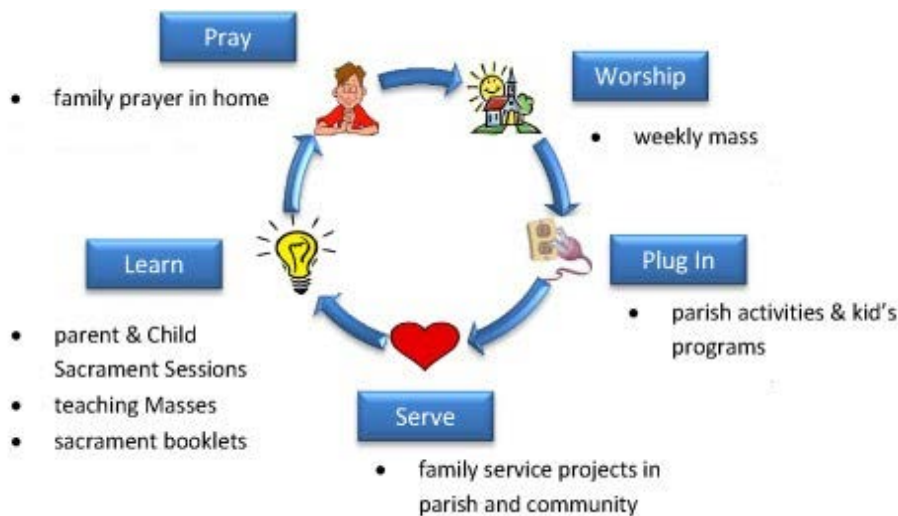 Pray
• family prayer in home
Worship
• weekly mass
Plug In
• parish activities & kid's
programs
Serve
• family service projects in
parish and community
Learn
• parent & Child
Sacrament Sessions
• teaching Masses
• sacrament booklets